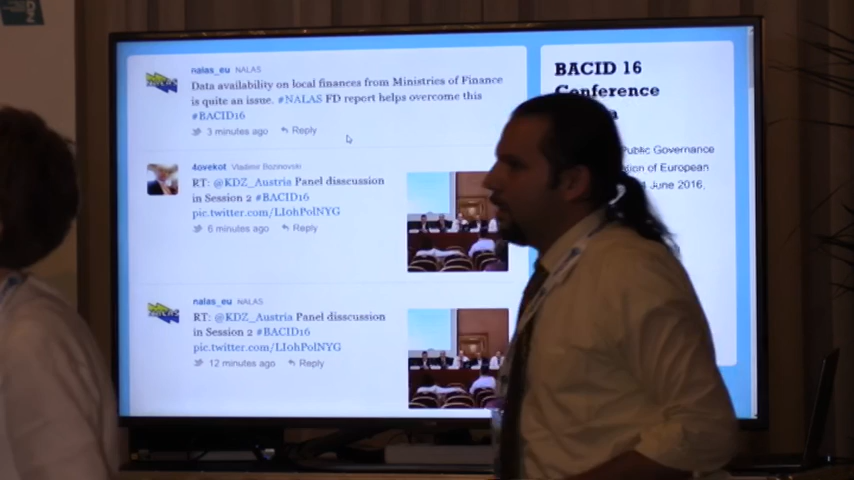 nalas_eu NALAS
Data availability on local finances from Ministries of Finance
is quite an issue. #NALAS FD report helps overcome this
#BACID16
3 minutes ago Reply
4ovekot Vladimir Bozinovski
RT: @KDZ_Austria Panel disscussion
in Session 2 #BACID16
pic.twitter.com/LIohPolNYG
6 minutes ago Reply
nalas_eu NALAS
RT: @KDZ_Austria Panel disscussion
in Session 2 #BACID16
pic.twitter.com/LIohPolNYG
12 minutes ago Reply
BACID 16
Conference
Public Governance
of European
June 2016,